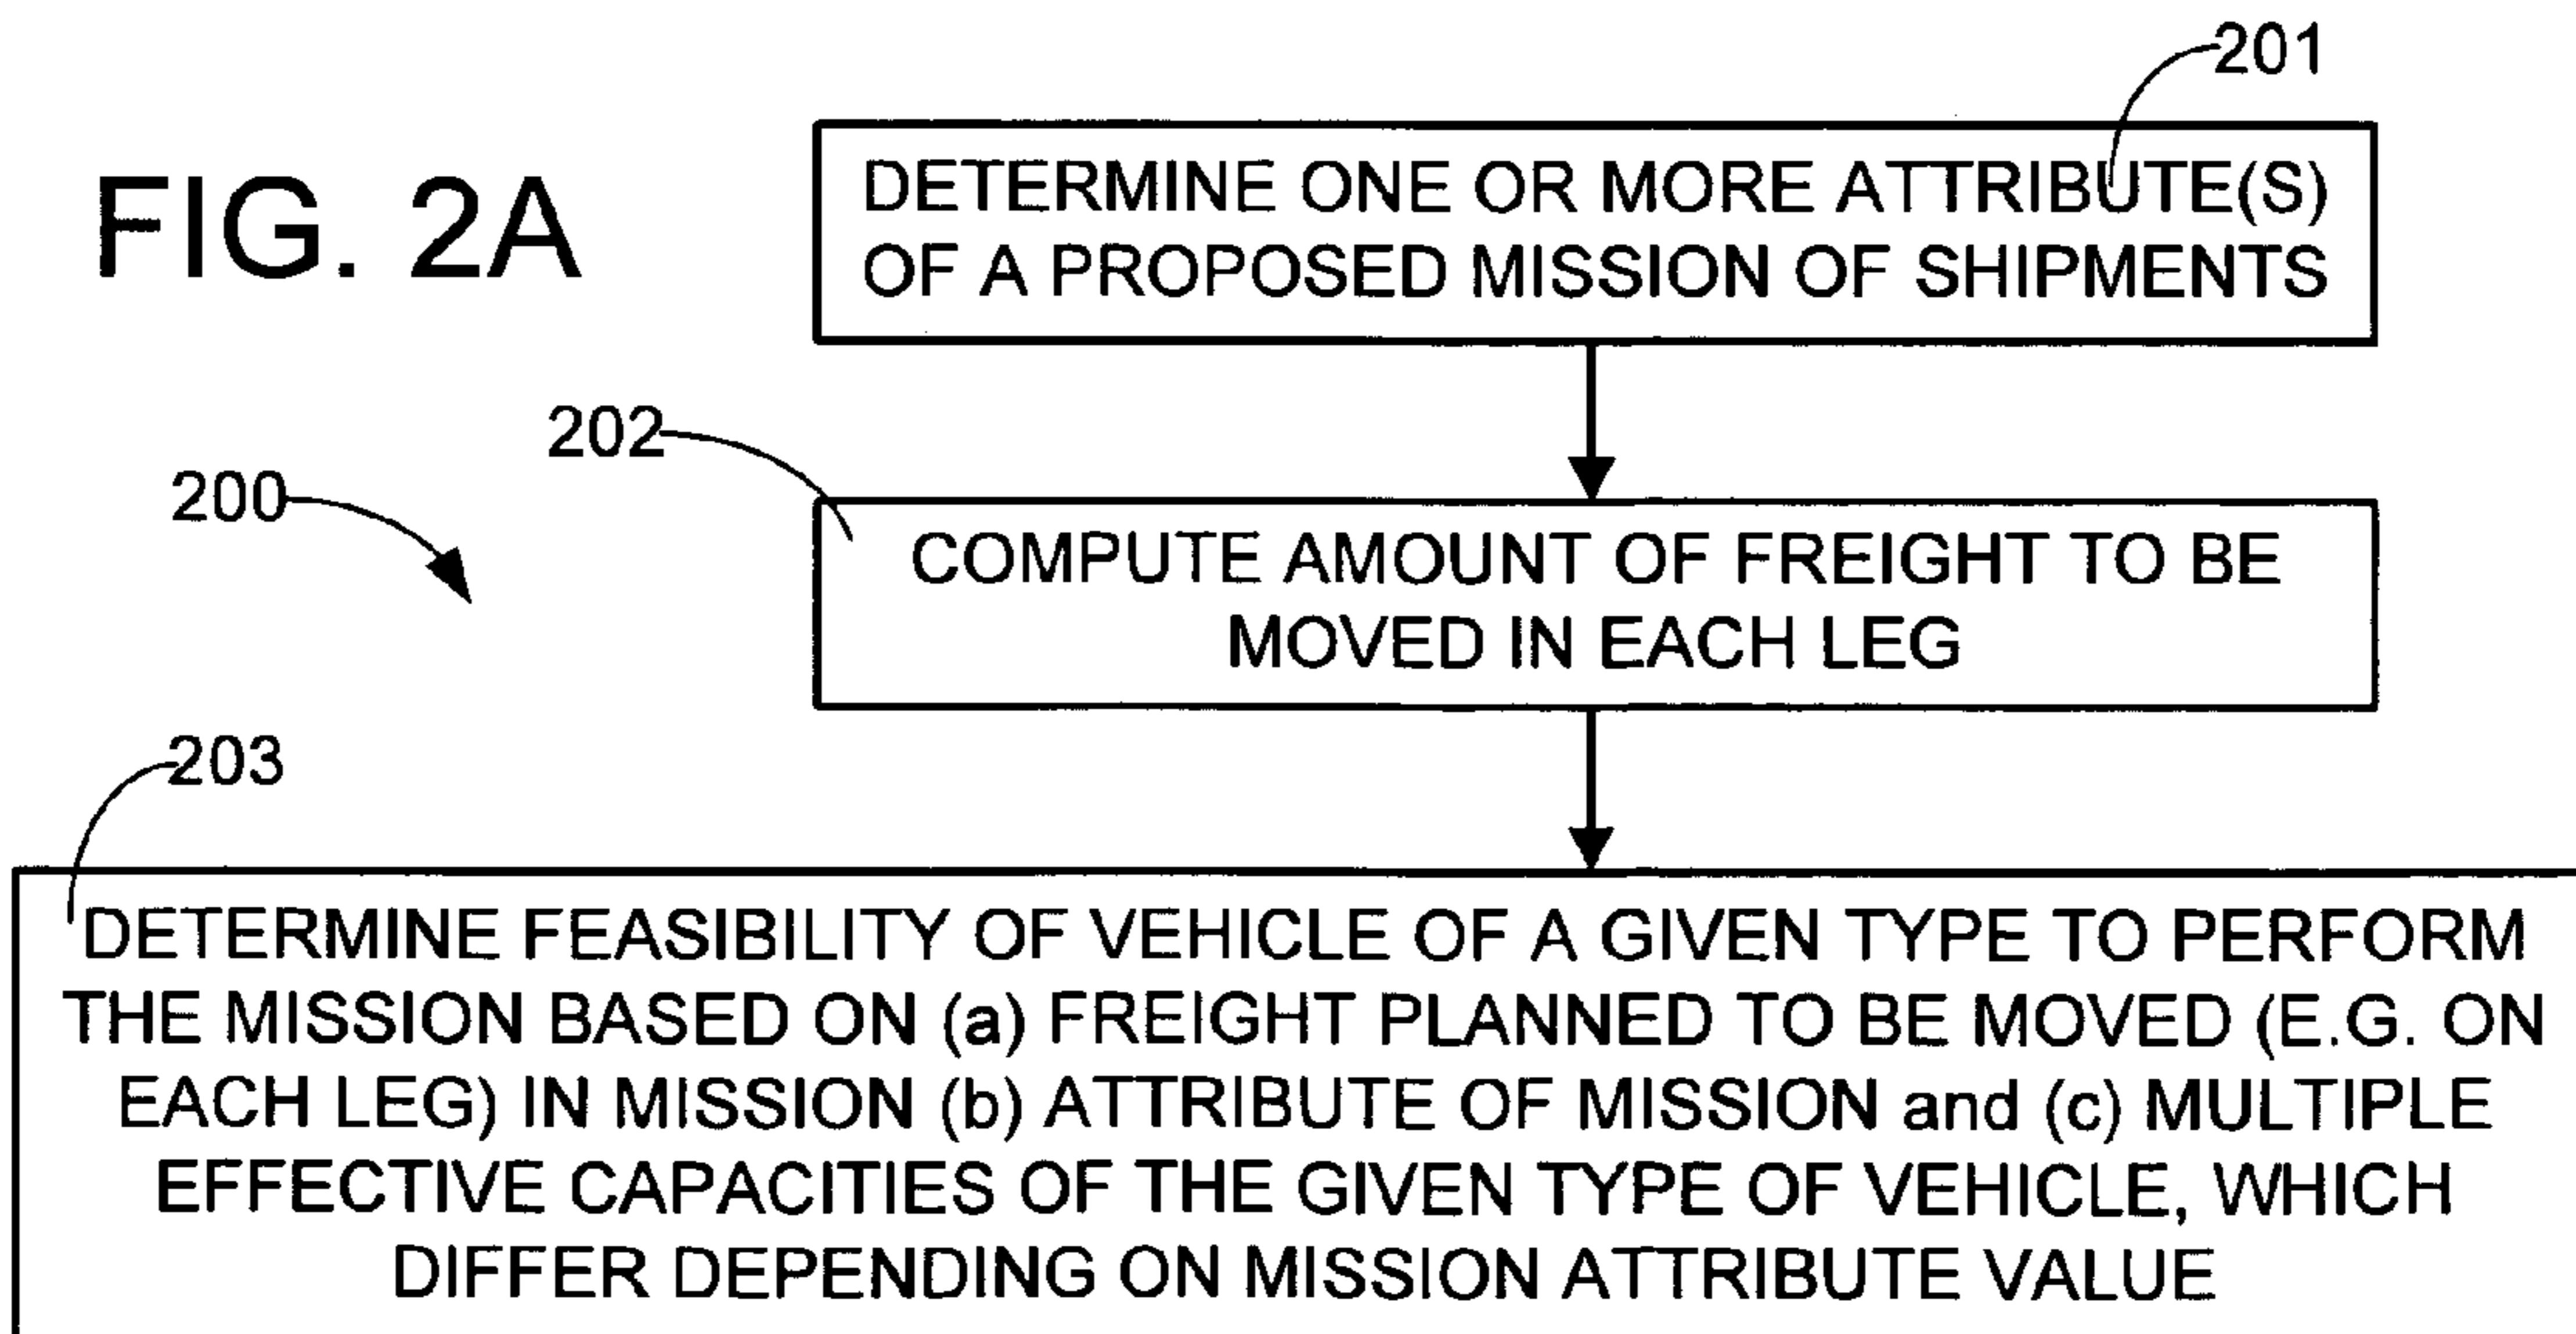 201
FIG. 2A
DETERMINE ONE OR MORE ATTRIBUTE(S)
OF A PROPOSED MISSION OF SHIPMENTS
202
200
COMPUTE AMOUNT OF FREIGHT TO BE
MOVED IN EACH LEG
203
DETERMINE FEASIBILITY OF VEHICLE OF A GIVEN TYPE TO PERFORM
THE MISSION BASED ON (a) FREIGHT PLANNED TO BE MOVED (E.G. ON
EACH LEG) IN MISSION (b) ATTRIBUTE OF MISSION and (c) MULTIPLE
EFFECTIVE CAPACITIES OF THE GIVEN TYPE OF VEHICLE, WHICH
DIFFER DEPENDING ON MISSION ATTRIBUTE VALUE